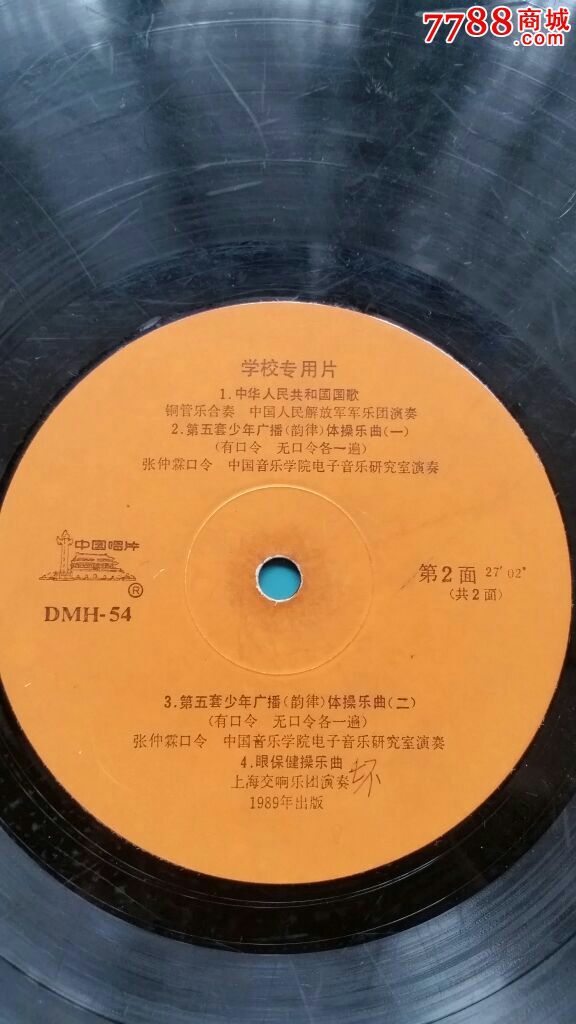 7788商城
.com
学校专用片
1.中华人民共和國国歌
铜管乐合奏 中国人民解放军军乐团演奏
2.第五套少年广播(韵律)体操乐曲(一)
(有口令 无口令各一遍)
张仲霖口令 中国音乐学院电子音乐研究室演奏
中国唱片
®
DMH-54
第2面 27′02″
(共2面)
3.第五套少年广播(韵律)体操乐曲(二)
(有口令 无口令各一遍)
张仲霖口令 中国音乐学院电子音乐研究室演奏
4.眼保健操乐曲
上海交响乐团演奏 坏
1989年出版